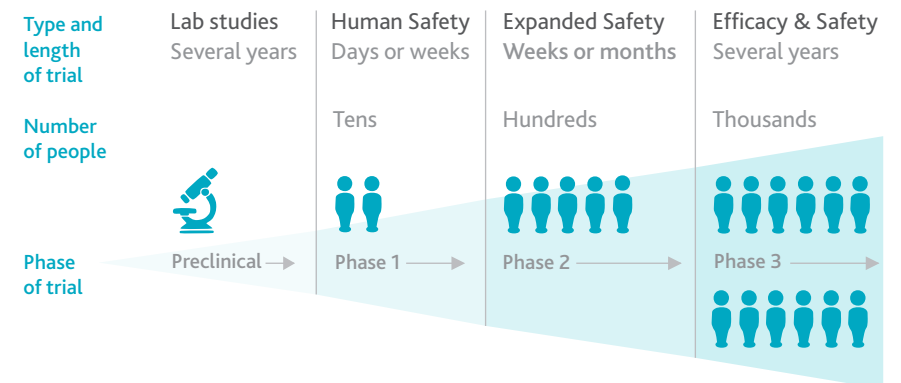 Type and
length
of trial
Lab studies
Several years
Human Safety
Days or weeks
Expanded Safety
Weeks or months
Efficacy & Safety
Several years
Number
of people
Tens
Hundreds
Thousands
Phase
of trial
Preclinical
Phase 1
Phase 2
Phase 3